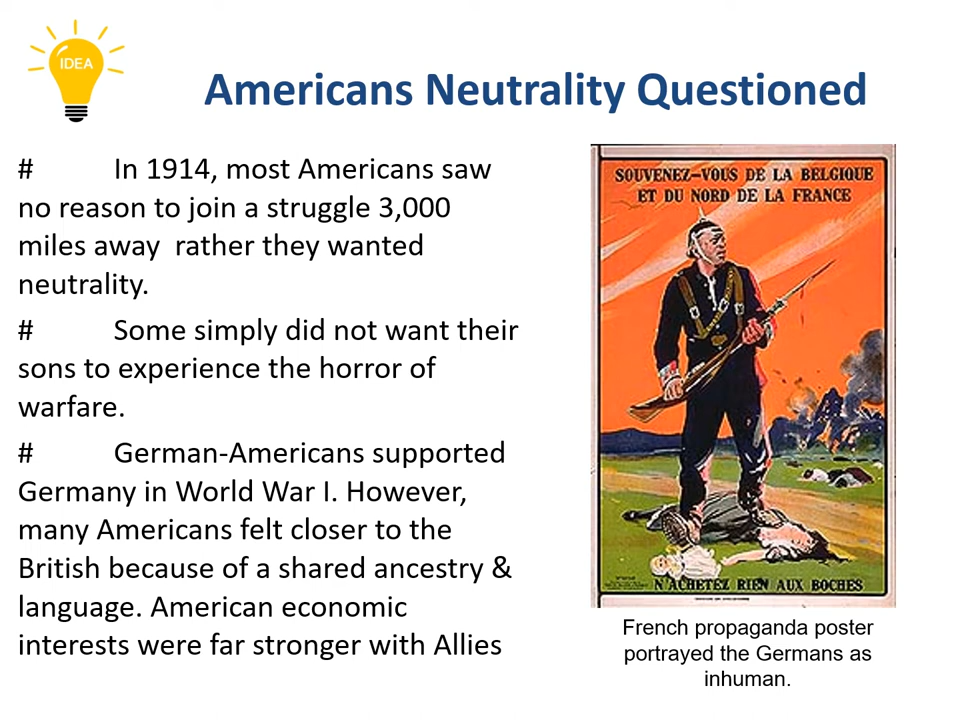 IDEA
Americans Neutrality Questioned
# In 1914, most Americans saw
no reason to join a struggle 3,000
miles away  rather they wanted
neutrality.
# Some simply did not want their
sons to experience the horror of
warfare.
# German-Americans supported
Germany in World War I. However,
many Americans felt closer to the
British because of a shared ancestry &
language. American economic
interests were far stronger with Allies
SOUVENEZ-VOUS DE LA BELGIQUE
ET DU NORD DE LA FRANCE
N'ACHETEZ RIEN AUX BOCHES
French propaganda poster
portrayed the Germans as
inhuman.